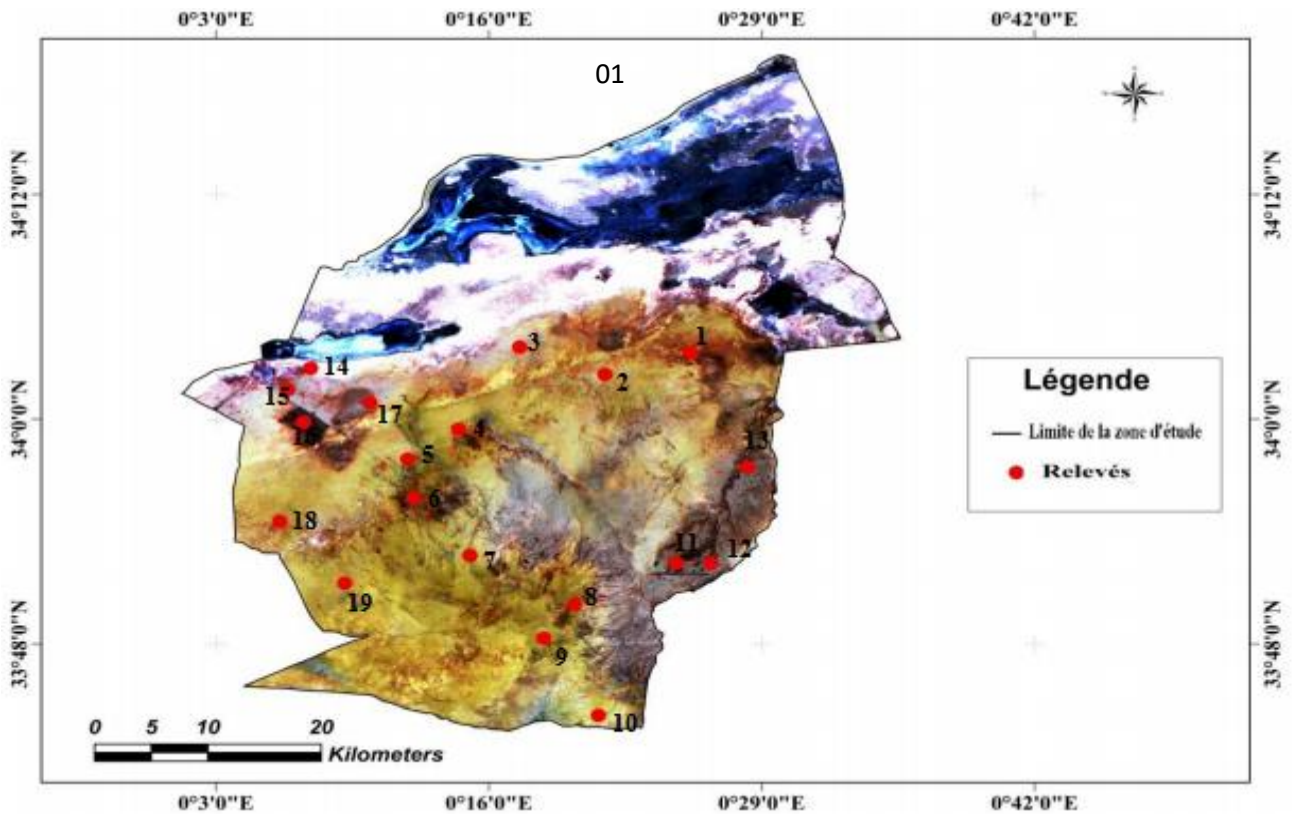 0°3'0"E 0°16'0"E 0°29'0"E 0°42'0"E
01
34°12'0"N 34°12'0"N
3 1
2
14
15
17
16
34°0'0"N 34°0'0"N
4
5
13
6
18
7
11 12
19
8
9
33°48'0"N 33°48'0"N
10
Légende
Limite de la zone d'étude
Relevés
0 5 10 20
Kilometers
0°3'0"E 0°16'0"E 0°29'0"E 0°42'0"E